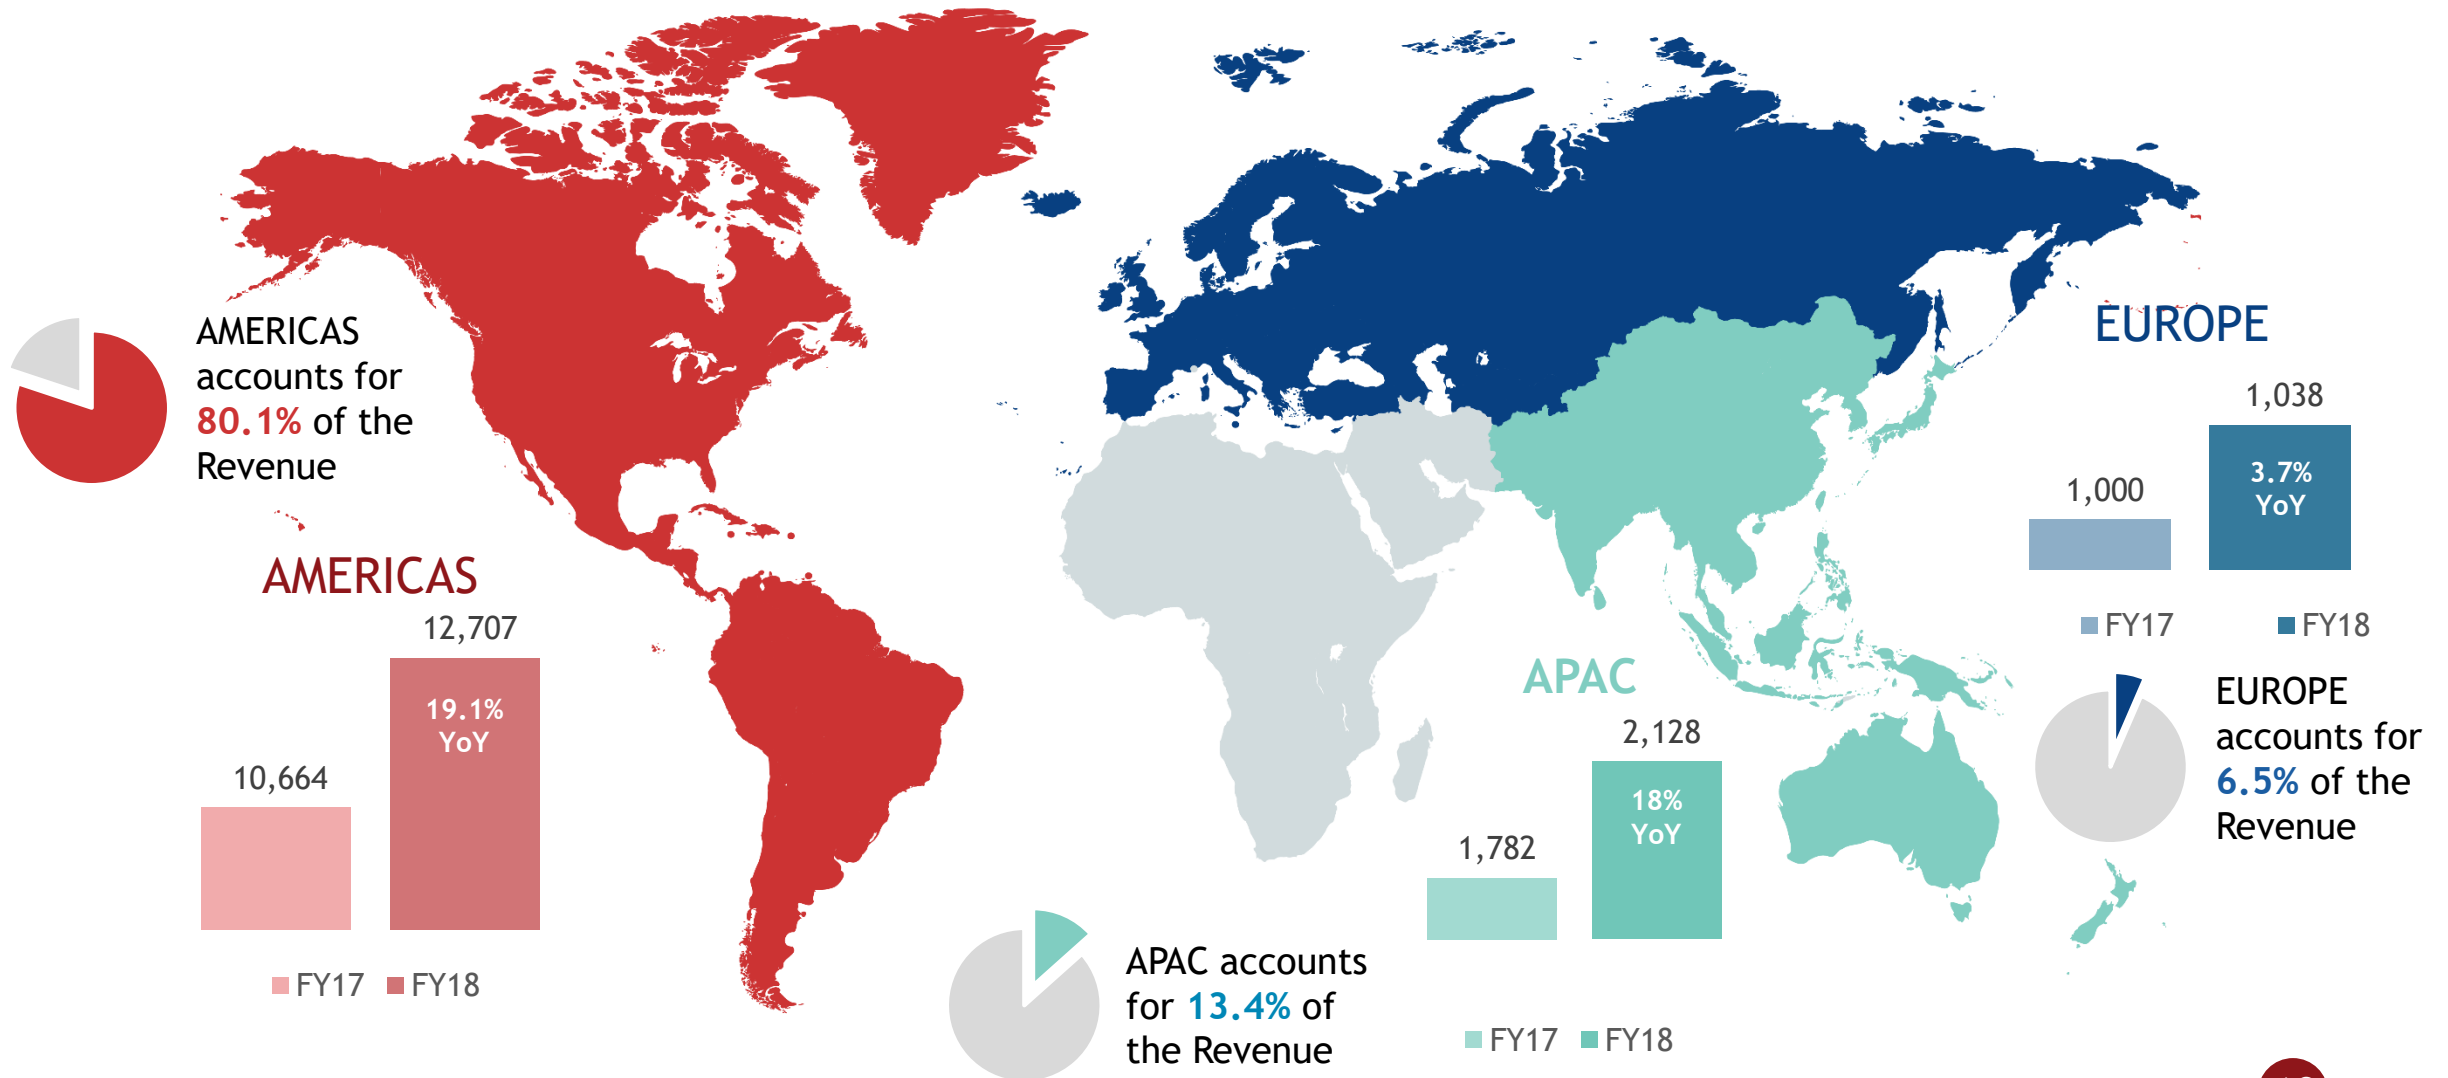 AMERICAS
accounts for
80.1% of the
Revenue
AMERICAS
12,707
19.1%
YoY
10,664
FY17 FY18
EUROPE
1,038
3.7%
YoY
1,000
FY17 FY18
EUROPE
accounts for
6.5% of the
Revenue
APAC
2,128
18%
YoY
1,782
FY17 FY18
APAC accounts
for 13.4% of
the Revenue